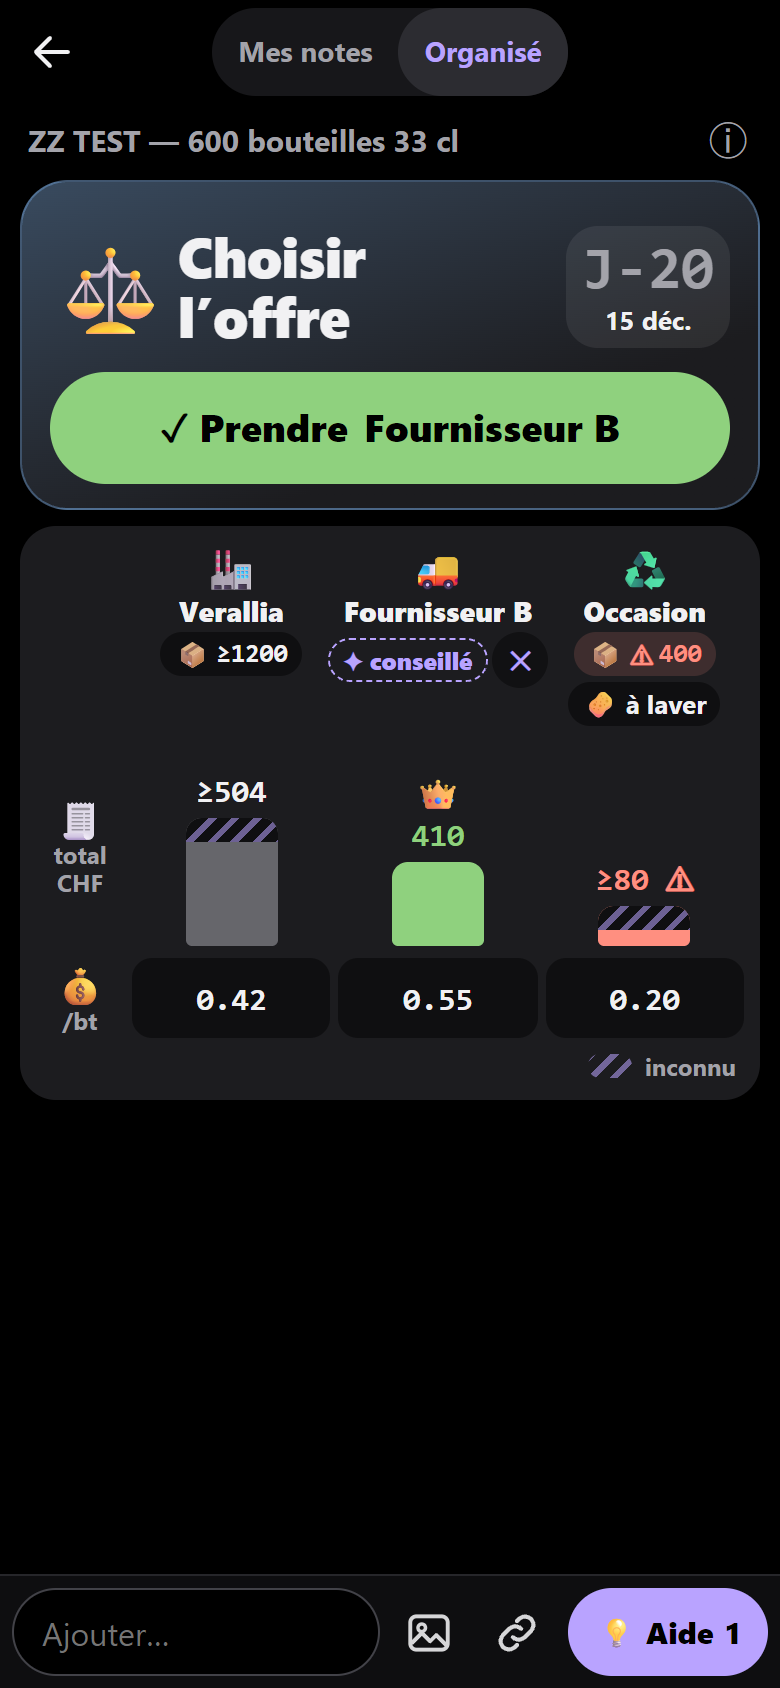 Mes notes
Organisé
ZZ TEST — 600 bouteilles 33 cl
Choisir
l’offre
J-20
15 déc.
✓ Prendre Fournisseur B
Verallia
Fournisseur B
Occasion
≥1200
✦ conseillé
⚠400
à laver
≥504
410
≥80 ⚠
total
CHF
/bt
0.42
0.55
0.20
inconnu
Ajouter…
Aide 1